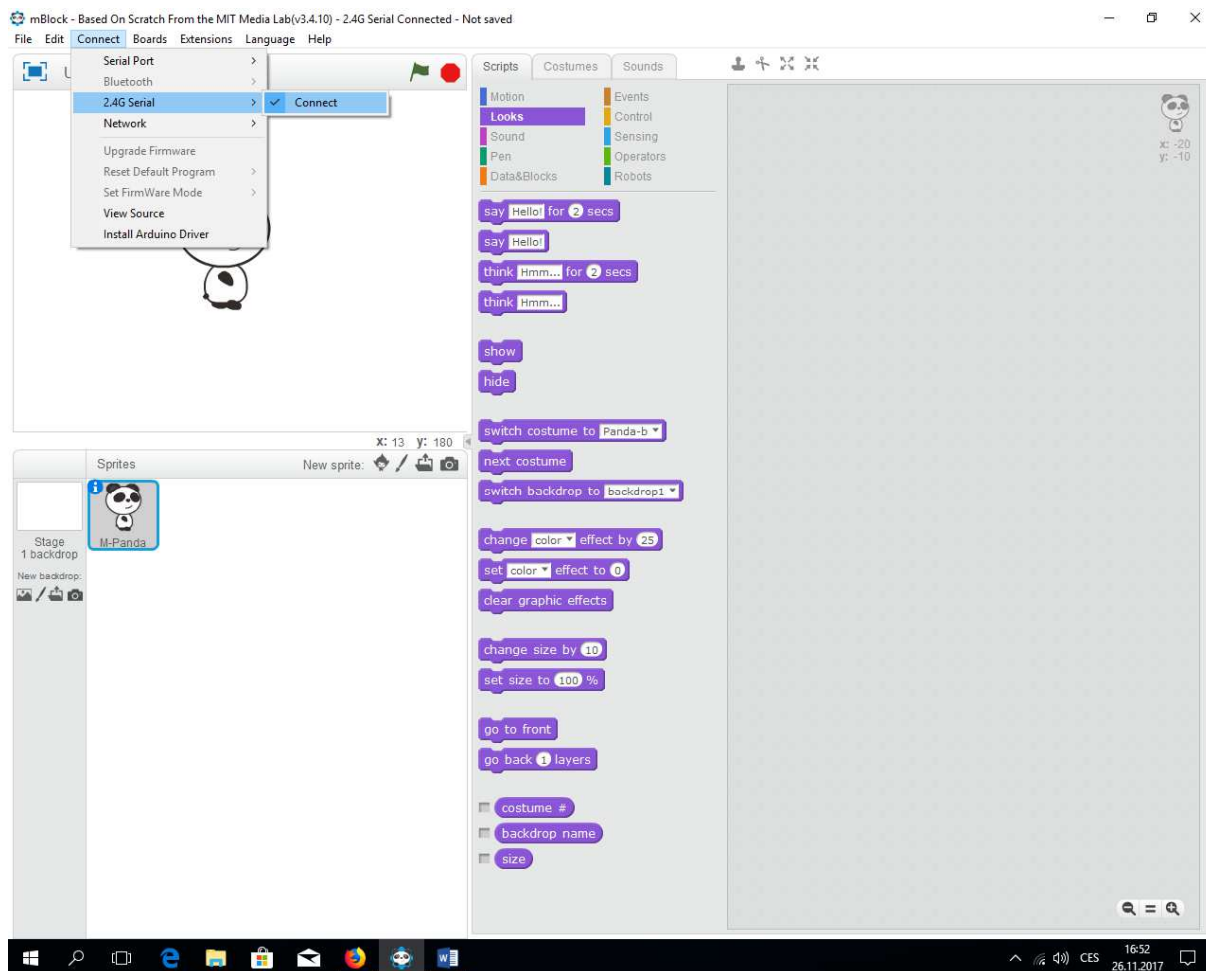 mBlock - Based On Scratch From the MIT Media Lab(v3.4.10) - 2.4G Serial Connected - Not saved
File Edit Connect Boards Extensions Language Help
Serial Port
Bluetooth
2.4G Serial
Connect
Network
Upgrade Firmware
Reset Default Program
Set FirmWare Mode
View Source
Install Arduino Driver
X: 13 y: 180
Sprites
New sprite:
Stage
1 backdrop
New backdrop:
M-Panda
Scripts Costumes Sounds
Motion Events
Looks Control
Sound Sensing
Pen Operators
Data&Blocks Robots
say Hello! for 2 secs
say Hello!
think Hmm... for 2 secs
think Hmm...
show
hide
switch costume to Panda-b
next costume
switch backdrop to backdrop1
change color effect by 25
set color effect to 0
clear graphic effects
change size by 10
set size to 100 %
go to front
go back 1 layers
costume #
backdrop name
size
x: -20
y: -10
CES
16:52
26.11.2017